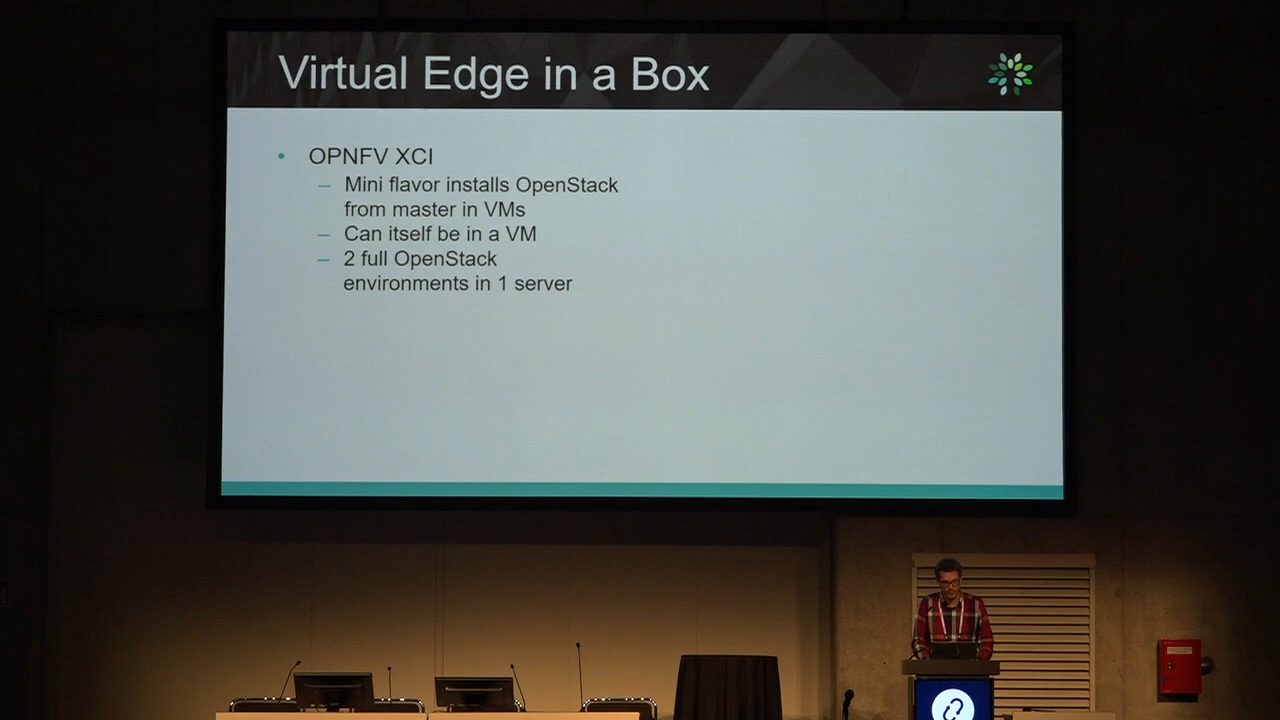 Virtual Edge in a Box
• OPNFV XCI
– Mini flavor installs OpenStack
from master in VMs
– Can itself be in a VM
– 2 full OpenStack
environments in 1 server